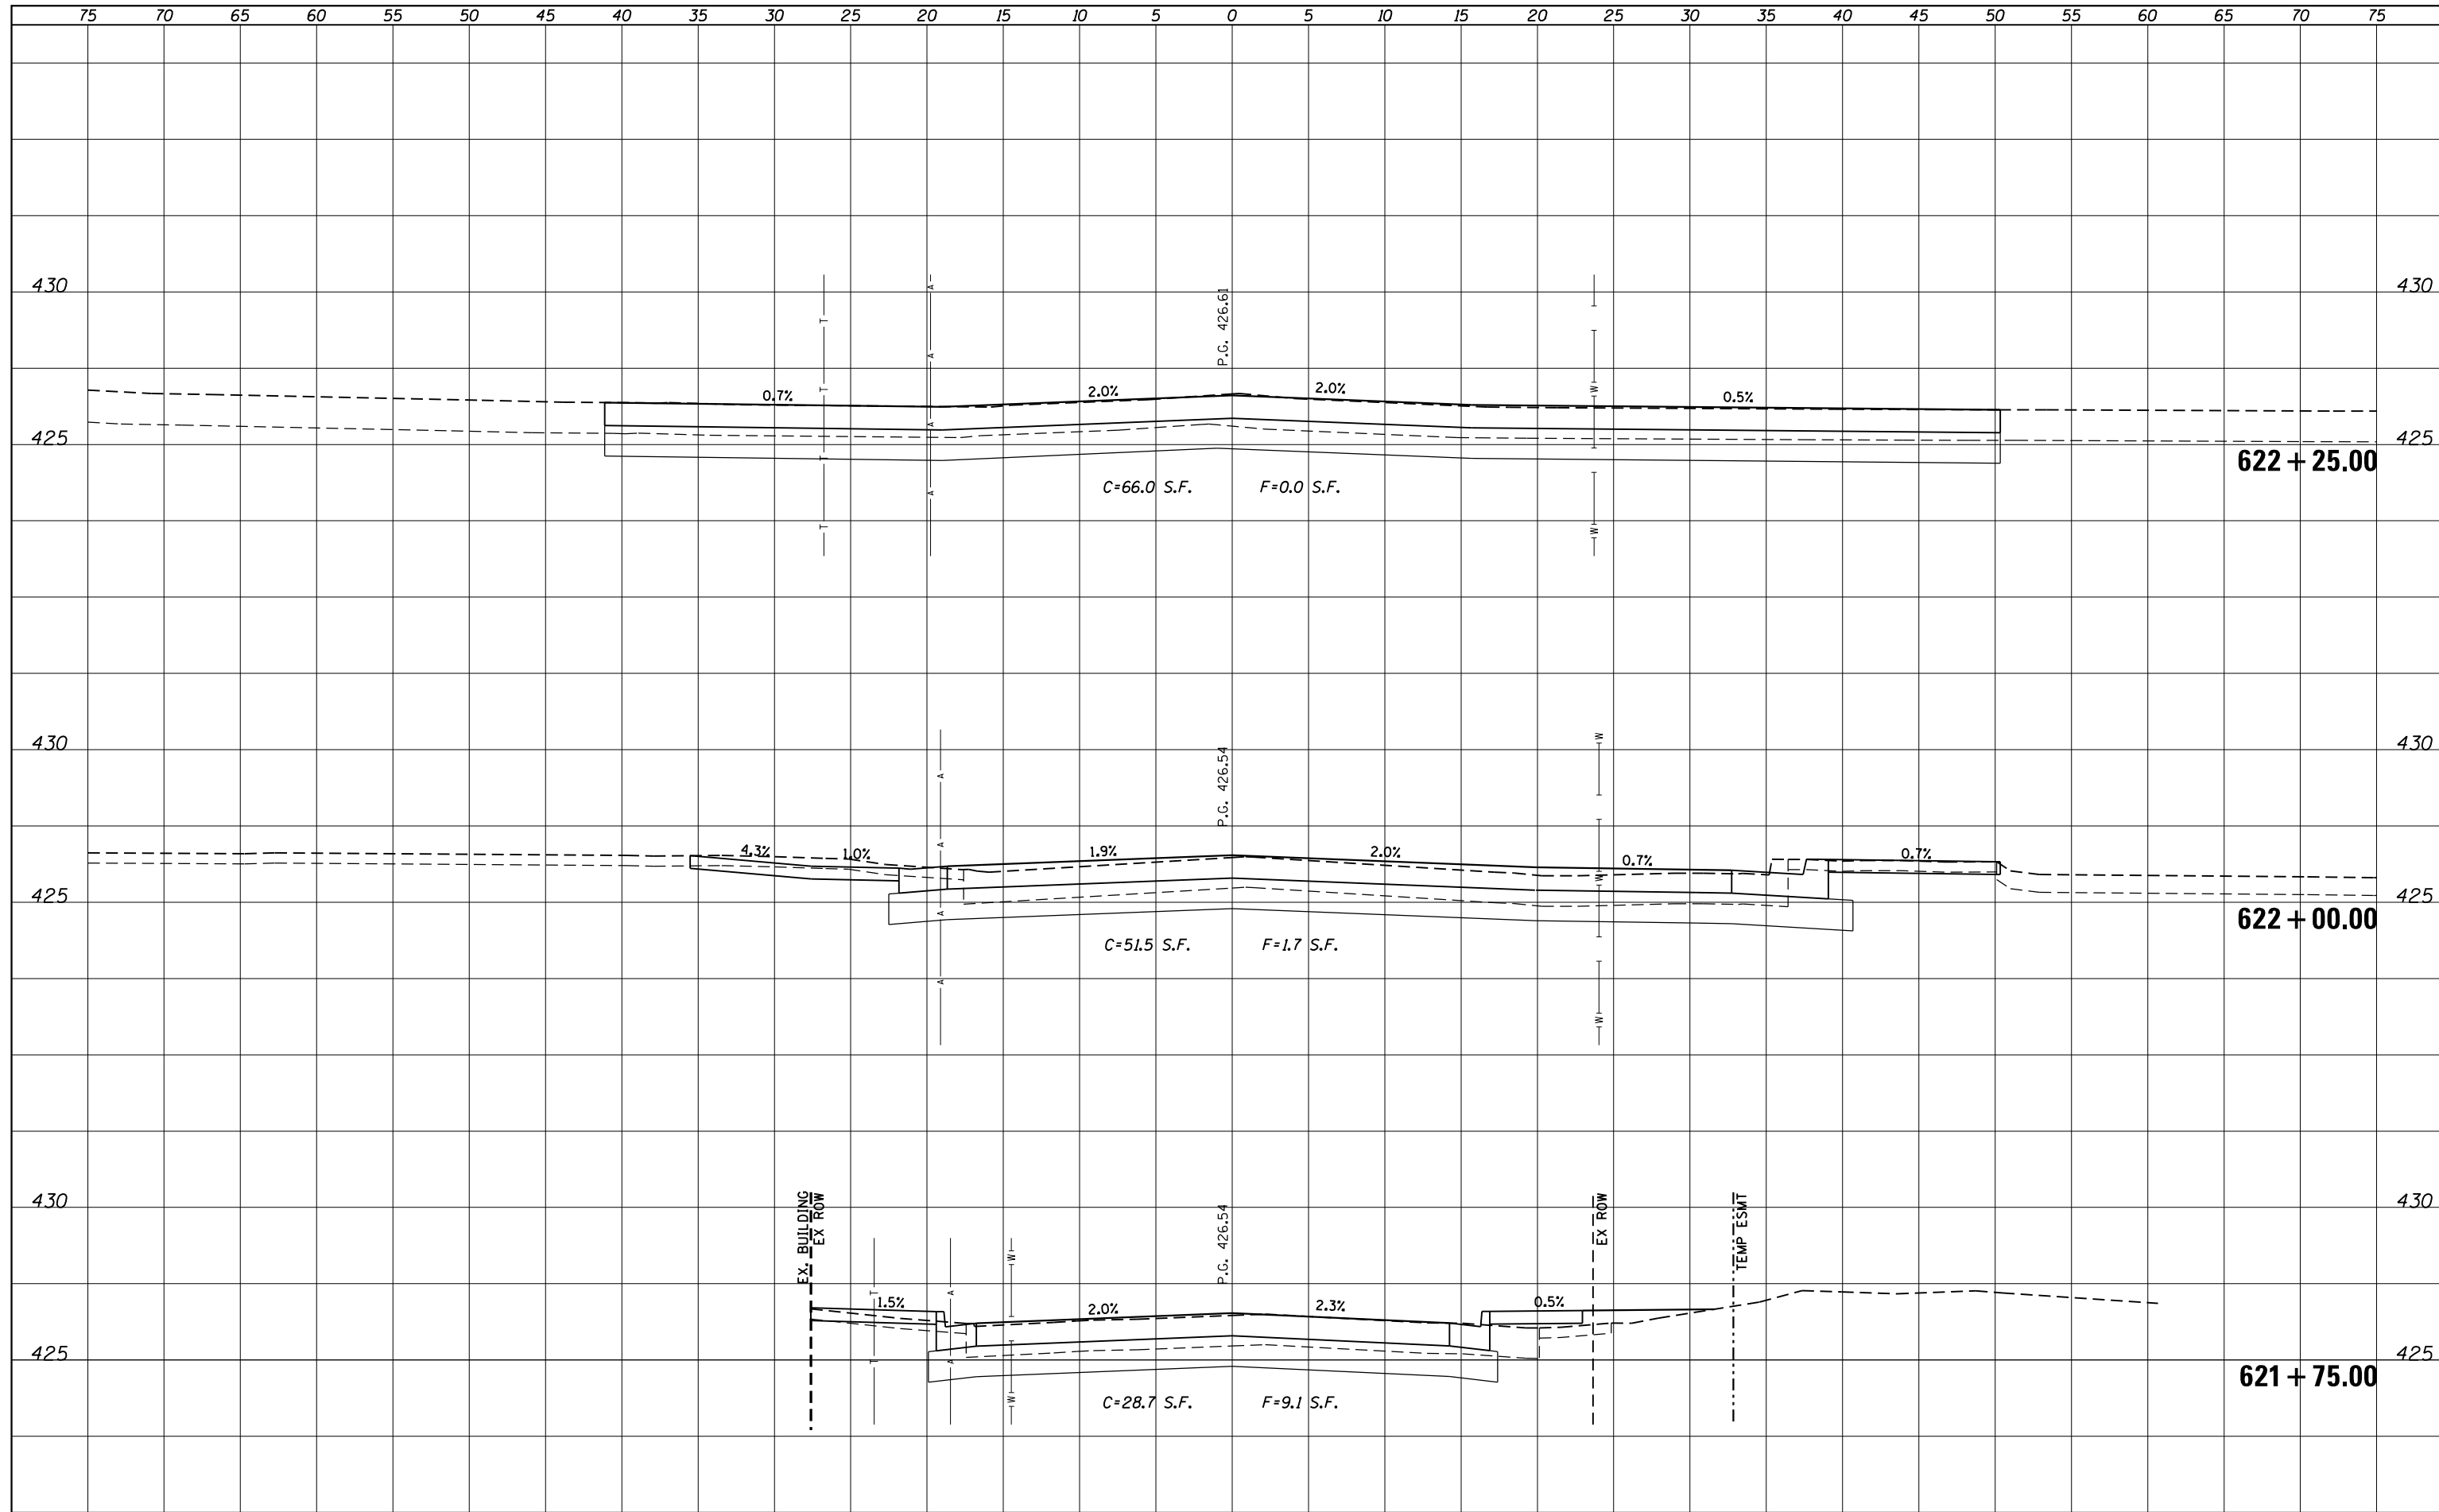 75 70 65 60 55 50 45 40 35 30 25 20 15 10 5 0 5 10 15 20 25 30 35 40 45 50 55 60 65 70 75
430 T A P.G. 426.61 430
A
T W
0.7% 2.0% 2.0% 0.5%
A
425 T 425
622+25.00
C=66.0 S.F. F=0.0 S.F.
A
T W
430 W P.G. 426.54 430
A
A
4.3% 1.0% 1.9% 2.0% 0.7% 0.7%
W
425 A 425
622+00.00
C=51.5 S.F. F=1.7 S.F.
A
W
430 EX. BUILDING EX ROW P.G. 426.54 EX ROW TEMP ESMT 430
W
T A
1.5% 2.0% 2.3% 0.5%
425 T A 425
621+75.00
W
C=28.7 S.F. F=9.1 S.F.